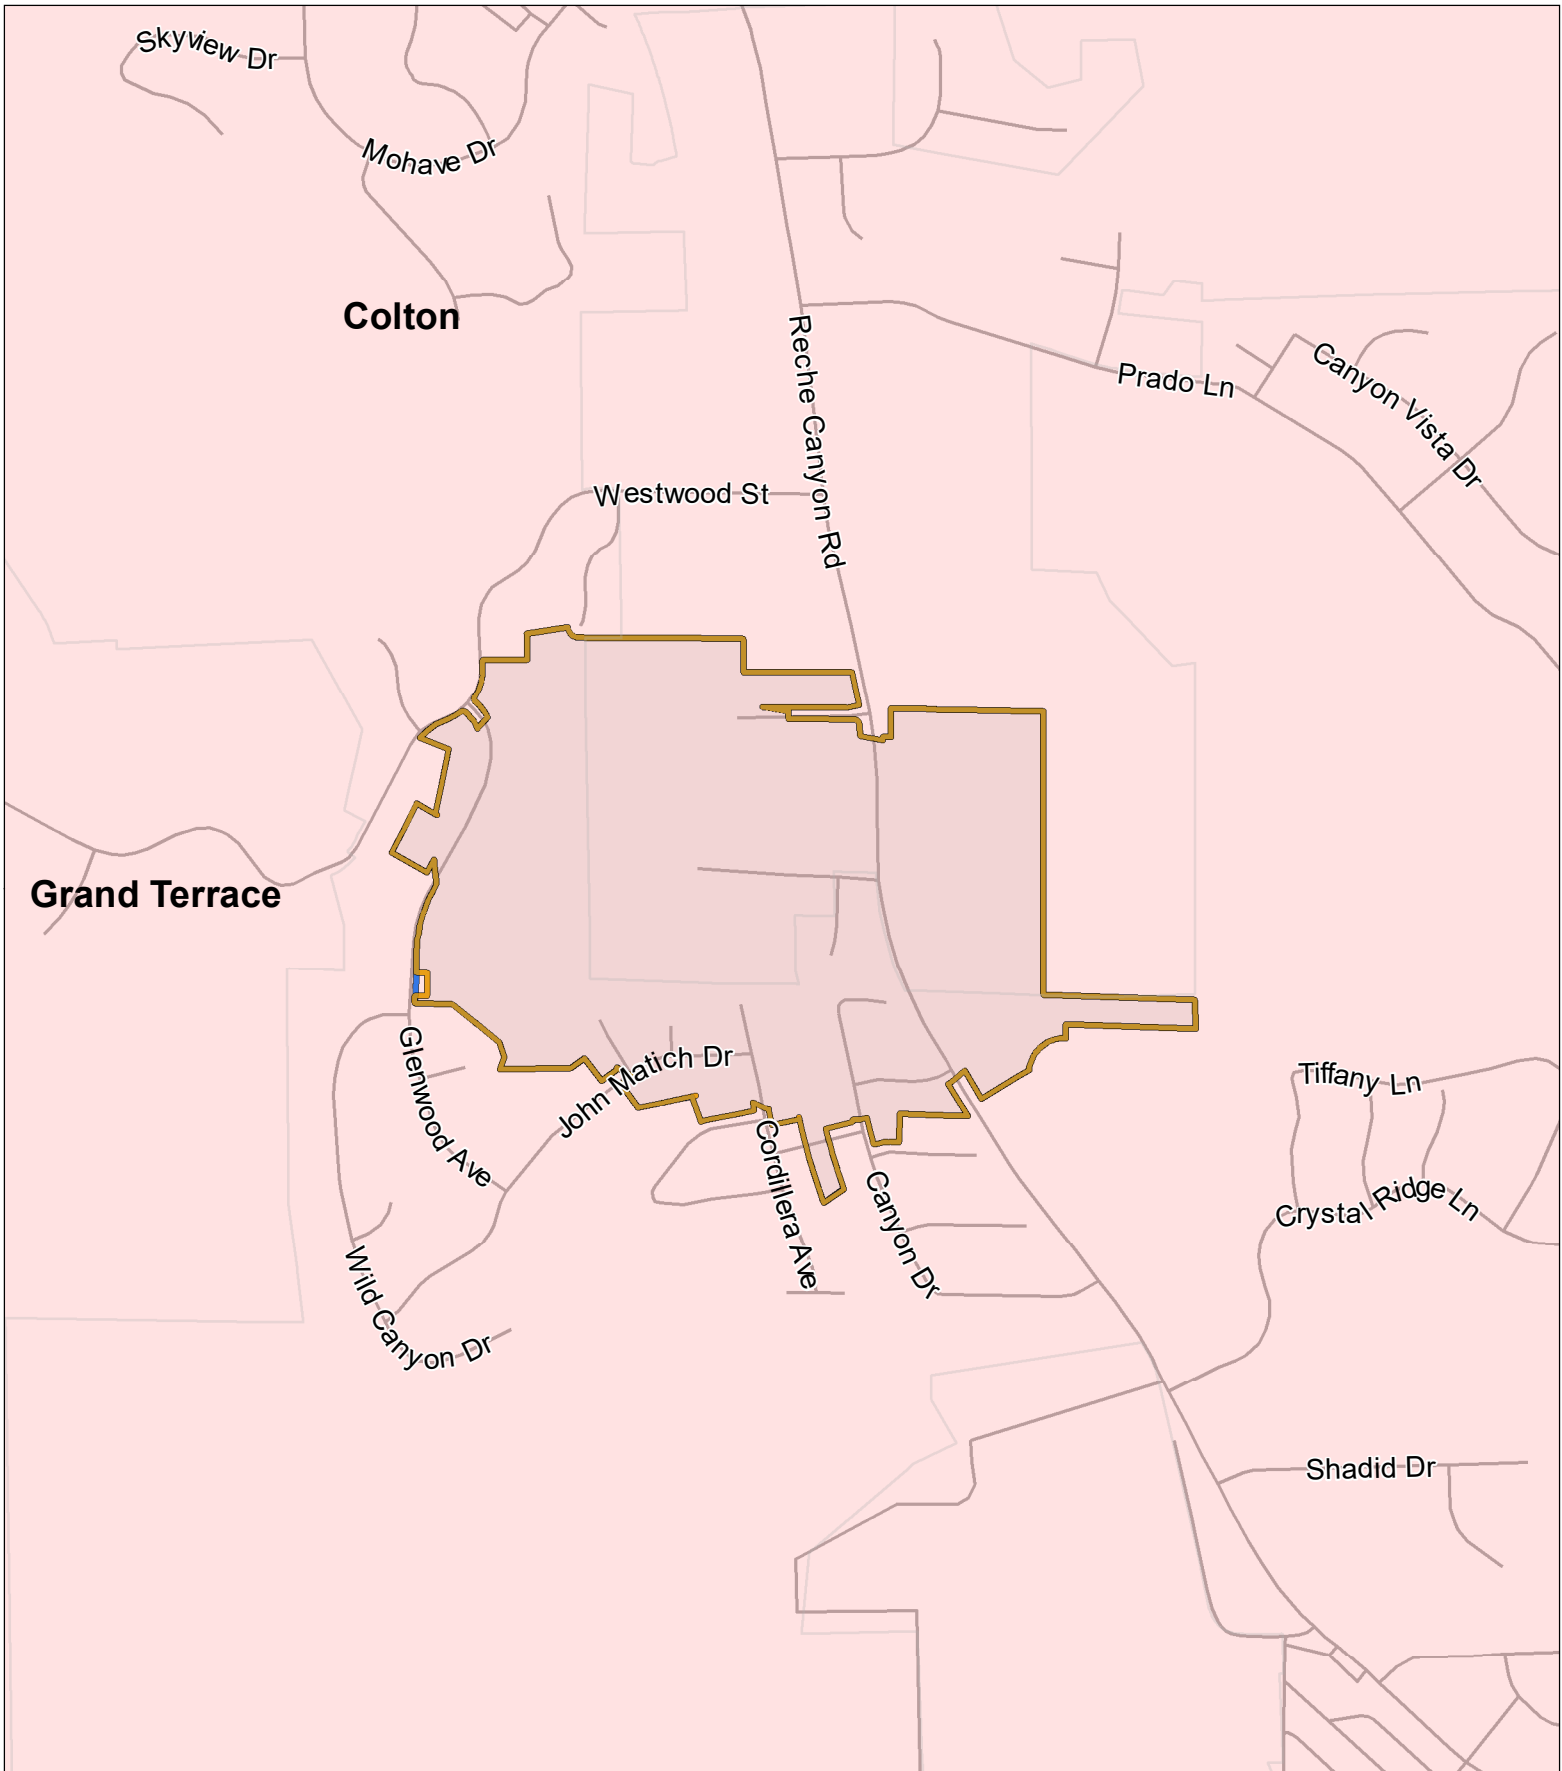 Skyview Dr
Mohave Dr
Colton
Reche Canyon Rd
Prado Ln
Canyon Vista Dr
Westwood St
Grand Terrace
Glenwood Ave
John Matich Dr
Tiffany Ln
Cordillera Ave
Canyon Dr
Crystal Ridge Ln
Wild Canyon Dr
Shadid Dr